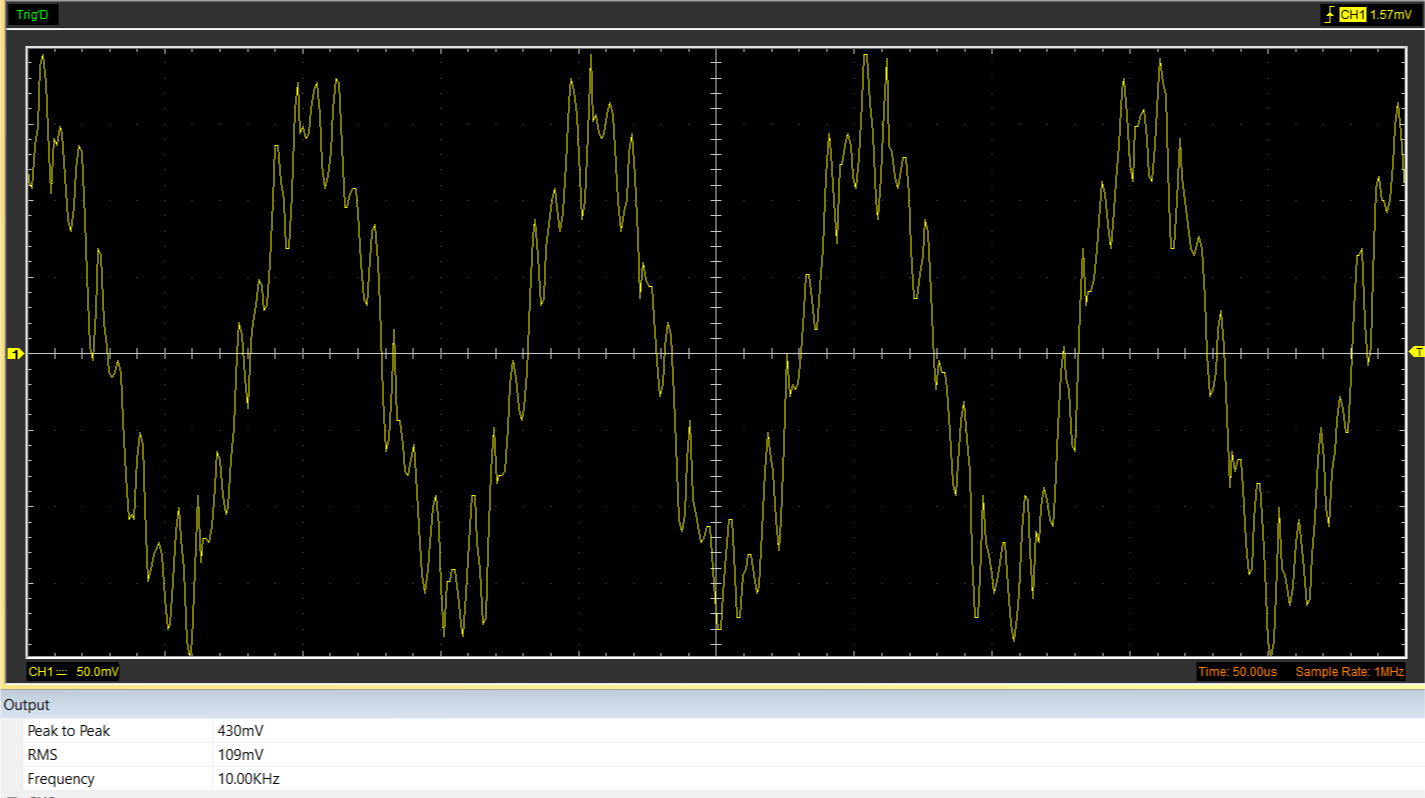 Trig'D
CH1 1.57mV
1
T
CH1 50.0mV
Time: 50.00us Sample Rate: 1MHz
Output
Peak to Peak 430mV
RMS 109mV
Frequency 10.00KHz